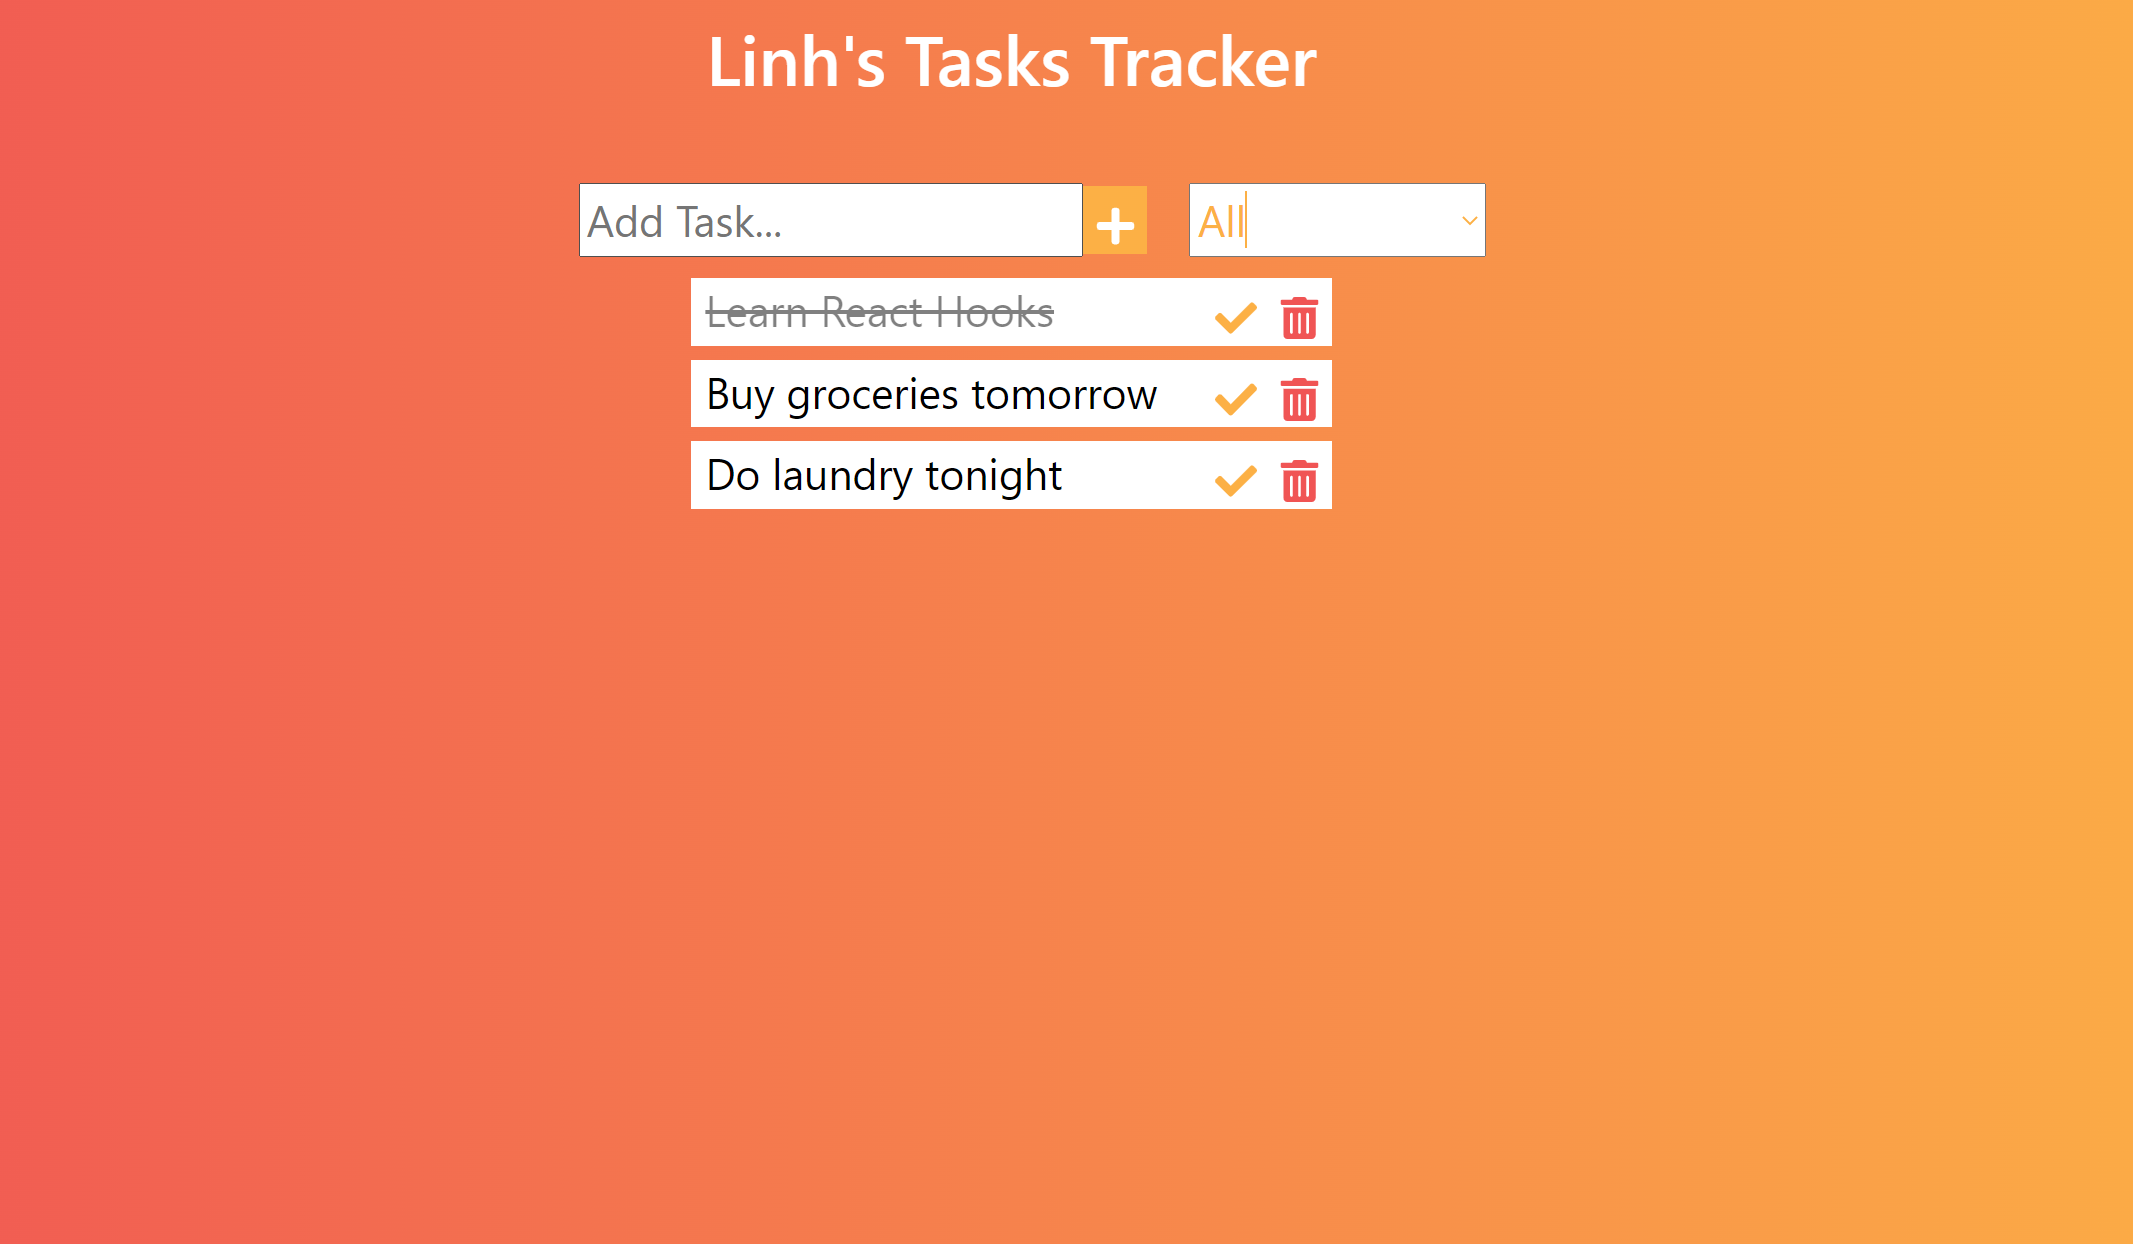 Linh's Tasks Tracker
Add Task...
All
Learn React Hooks
Buy groceries tomorrow
Do laundry tonight